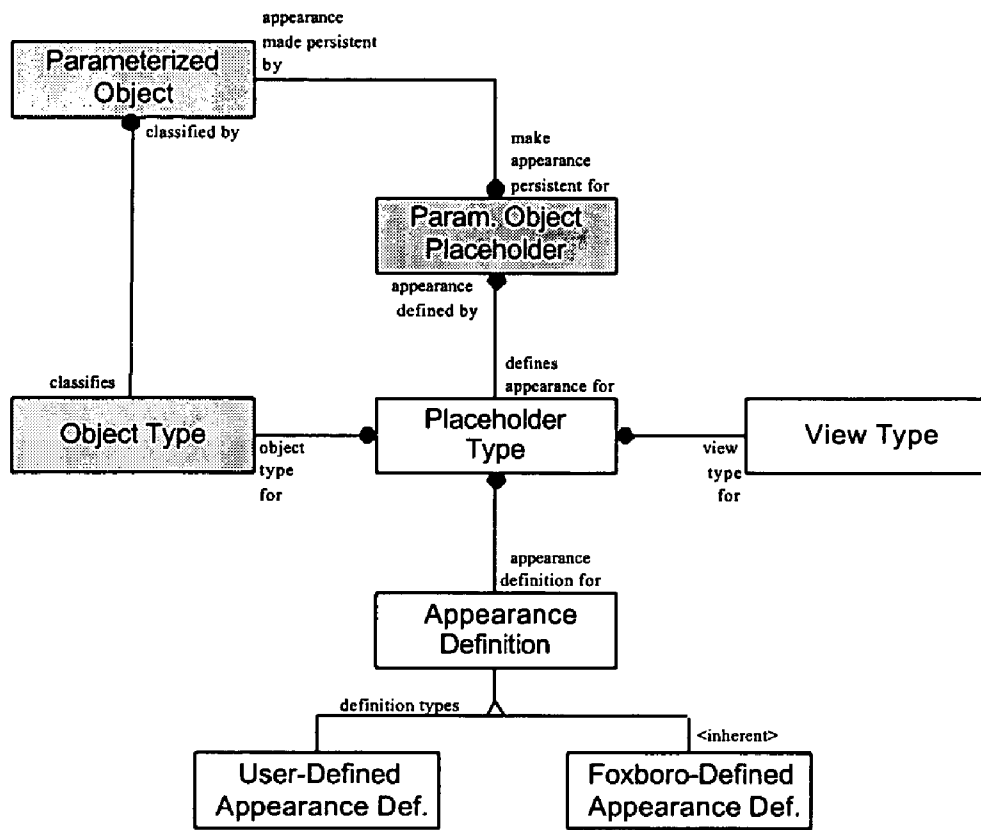 appearance
made persistent
by
Parameterized
Object
classified by
make
appearance
persistent for
Param. Object
Placeholder
appearance
defined by
defines
appearance for
classifies
Object Type
object
type
for
Placeholder
Type
view
type
for
View Type
appearance
definition for
Appearance
Definition
definition types
<inherent>
User-Defined
Appearance Def.
Foxboro-Defined
Appearance Def.